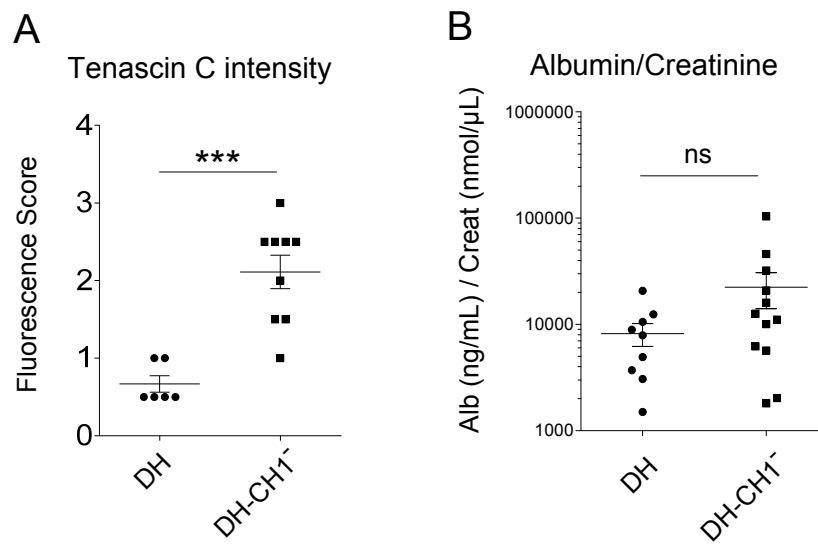 A
Tenascin C intensity
Fluorescence Score
4
3
2
1
0
***
DH
DH-CH1⁻
B
Albumin/Creatinine
Alb (ng/mL) / Creat (nmol/µL)
1000000
100000
10000
1000
ns
DH
DH-CH1⁻